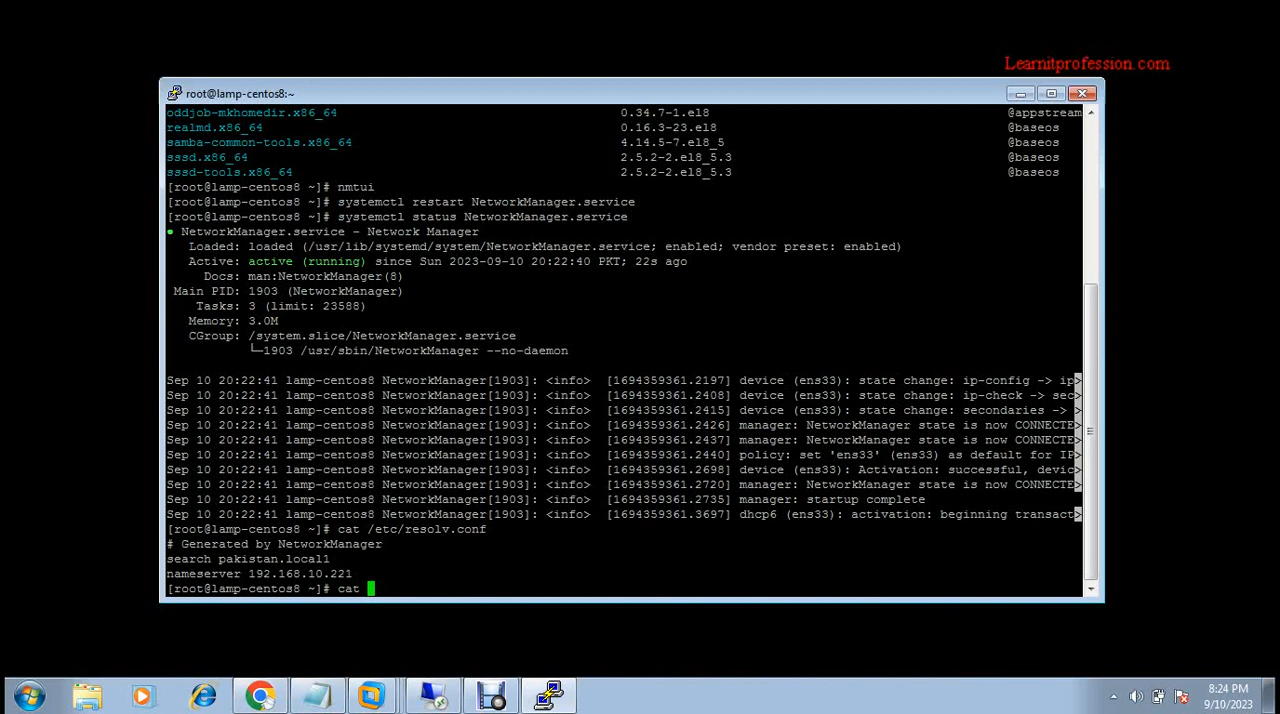 Learnitprofession.com
root@lamp-centos8:~
oddjob-mkhomedir.x86_64 0.34.7-1.el8 @appstream
realmd.x86_64 0.16.3-23.el8 @baseos
samba-common-tools.x86_64 4.14.5-7.el8_5 @baseos
sssd.x86_64 2.5.2-2.el8_5.3 @baseos
sssd-tools.x86_64 2.5.2-2.el8_5.3 @baseos
[root@lamp-centos8 ~]# nmtui
[root@lamp-centos8 ~]# systemctl restart NetworkManager.service
[root@lamp-centos8 ~]# systemctl status NetworkManager.service
● NetworkManager.service - Network Manager
Loaded: loaded (/usr/lib/systemd/system/NetworkManager.service; enabled; vendor preset: enabled)
Active: active (running) since Sun 2023-09-10 20:22:40 PKT; 22s ago
Docs: man:NetworkManager(8)
Main PID: 1903 (NetworkManager)
Tasks: 3 (limit: 23588)
Memory: 3.0M
CGroup: /system.slice/NetworkManager.service
└─1903 /usr/sbin/NetworkManager --no-daemon
Sep 10 20:22:41 lamp-centos8 NetworkManager[1903]: <info> [1694359361.2197] device (ens33): state change: ip-config -> ip>
Sep 10 20:22:41 lamp-centos8 NetworkManager[1903]: <info> [1694359361.2408] device (ens33): state change: ip-check -> sec>
Sep 10 20:22:41 lamp-centos8 NetworkManager[1903]: <info> [1694359361.2415] device (ens33): state change: secondaries -> >
Sep 10 20:22:41 lamp-centos8 NetworkManager[1903]: <info> [1694359361.2426] manager: NetworkManager state is now CONNECTE>
Sep 10 20:22:41 lamp-centos8 NetworkManager[1903]: <info> [1694359361.2437] manager: NetworkManager state is now CONNECTE>
Sep 10 20:22:41 lamp-centos8 NetworkManager[1903]: <info> [1694359361.2440] policy: set 'ens33' (ens33) as default for IP>
Sep 10 20:22:41 lamp-centos8 NetworkManager[1903]: <info> [1694359361.2698] device (ens33): Activation: successful, devic>
Sep 10 20:22:41 lamp-centos8 NetworkManager[1903]: <info> [1694359361.2720] manager: NetworkManager state is now CONNECTE>
Sep 10 20:22:41 lamp-centos8 NetworkManager[1903]: <info> [1694359361.2735] manager: startup complete
Sep 10 20:22:41 lamp-centos8 NetworkManager[1903]: <info> [1694359361.3697] dhcp6 (ens33): activation: beginning transact>
[root@lamp-centos8 ~]# cat /etc/resolv.conf
# Generated by NetworkManager
search pakistan.local1
nameserver 192.168.10.221
[root@lamp-centos8 ~]# cat
8:24 PM
9/10/2023